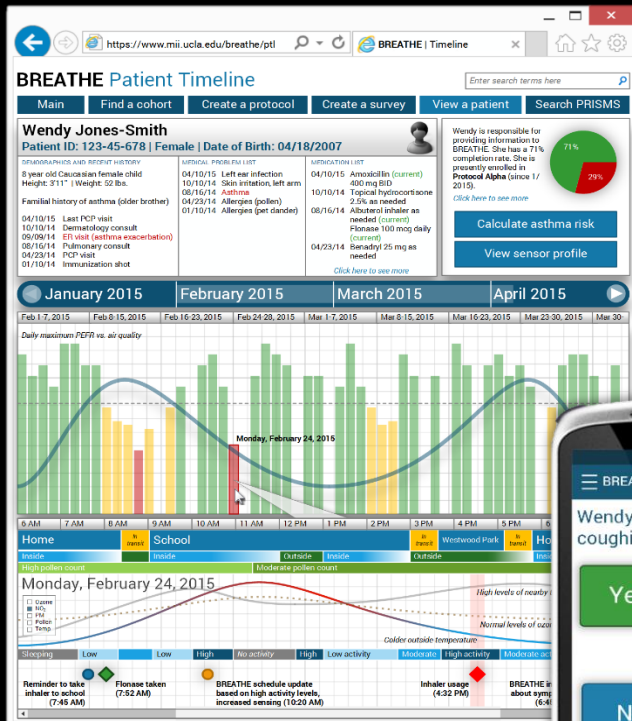 https://www.mii.ucla.edu/breathe/ptl
BREATHE | Timeline
BREATHE Patient Timeline
Enter search terms here
Main
Find a cohort
Create a protocol
Create a survey
View a patient
Search PRISMS
Wendy Jones-Smith
Patient ID: 123-45-678 | Female | Date of Birth: 04/18/2007
DEMOGRAPHICS AND RECENT HISTORY
8 year old Caucasian female child
Height: 3'11" | Weight: 52 lbs.
Familial history of asthma (older brother)
04/10/15 Last PCP visit
10/10/14 Dermatology consult
09/09/14 ER visit (asthma exacerbation)
08/16/14 Pulmonary consult
04/23/14 PCP visit
01/10/14 Immunization shot
MEDICAL PROBLEM LIST
04/10/15 Left ear infection
10/10/14 Skin irritation, left arm
08/16/14 Asthma
04/23/14 Allergies (pollen)
01/10/14 Allergies (pet dander)
MEDICATION LIST
04/10/15 Amoxicillin (current)
400 mg BID
10/10/14 Topical hydrocortisone
2.5% as needed
08/16/14 Albuterol inhaler as
needed (current)
Flonase 100 mcg daily
(current)
04/23/14 Benadryl 25 mg as
needed
Click here to see more
Wendy is responsible for
providing information to
BREATHE. She has a 71%
completion rate. She is
presently enrolled in
Protocol Alpha (since 1/
2015).
Click here to see more
71%
29%
Calculate asthma risk
View sensor profile
January 2015
February 2015
March 2015
April 2015
Feb 1-7, 2015
Feb 8-15, 2015
Feb 16-23, 2015
Feb 24-28, 2015
Mar 1-7, 2015
Mar 8-15, 2015
Mar 16-23, 2015
Mar 23-30, 2015
Mar 30-
Daily maximum PEFR vs. air quality
Monday, February 24, 2015
6 AM
7 AM
8 AM
9 AM
10 AM
11 AM
12 PM
1 PM
2 PM
3 PM
4 PM
5 PM
6
Home
In transit
School
In transit
Westwood Park
In transit
Ho
Inside
Inside
Outside
Inside
Outside
Insi
High pollen count
Moderate pollen count
Monday, February 24, 2015
Ozone
NO₂
PM
Pollen
Temp
High levels of nearby t
Normal levels of ozon
Colder outside temperature
Sleeping
Low
Low
High
No activity
High
Low activity
Moderate
High activity
Moderate act
Reminder to take
inhaler to school
(7:45 AM)
Flonase taken
(7:52 AM)
BREATHE schedule update
based on high activity levels,
increased sensing (10:20 AM)
Inhaler usage
(4:32 PM)
BREATHE in
about symp
(6:4
BREA
Wendy
coughi
Ye
N